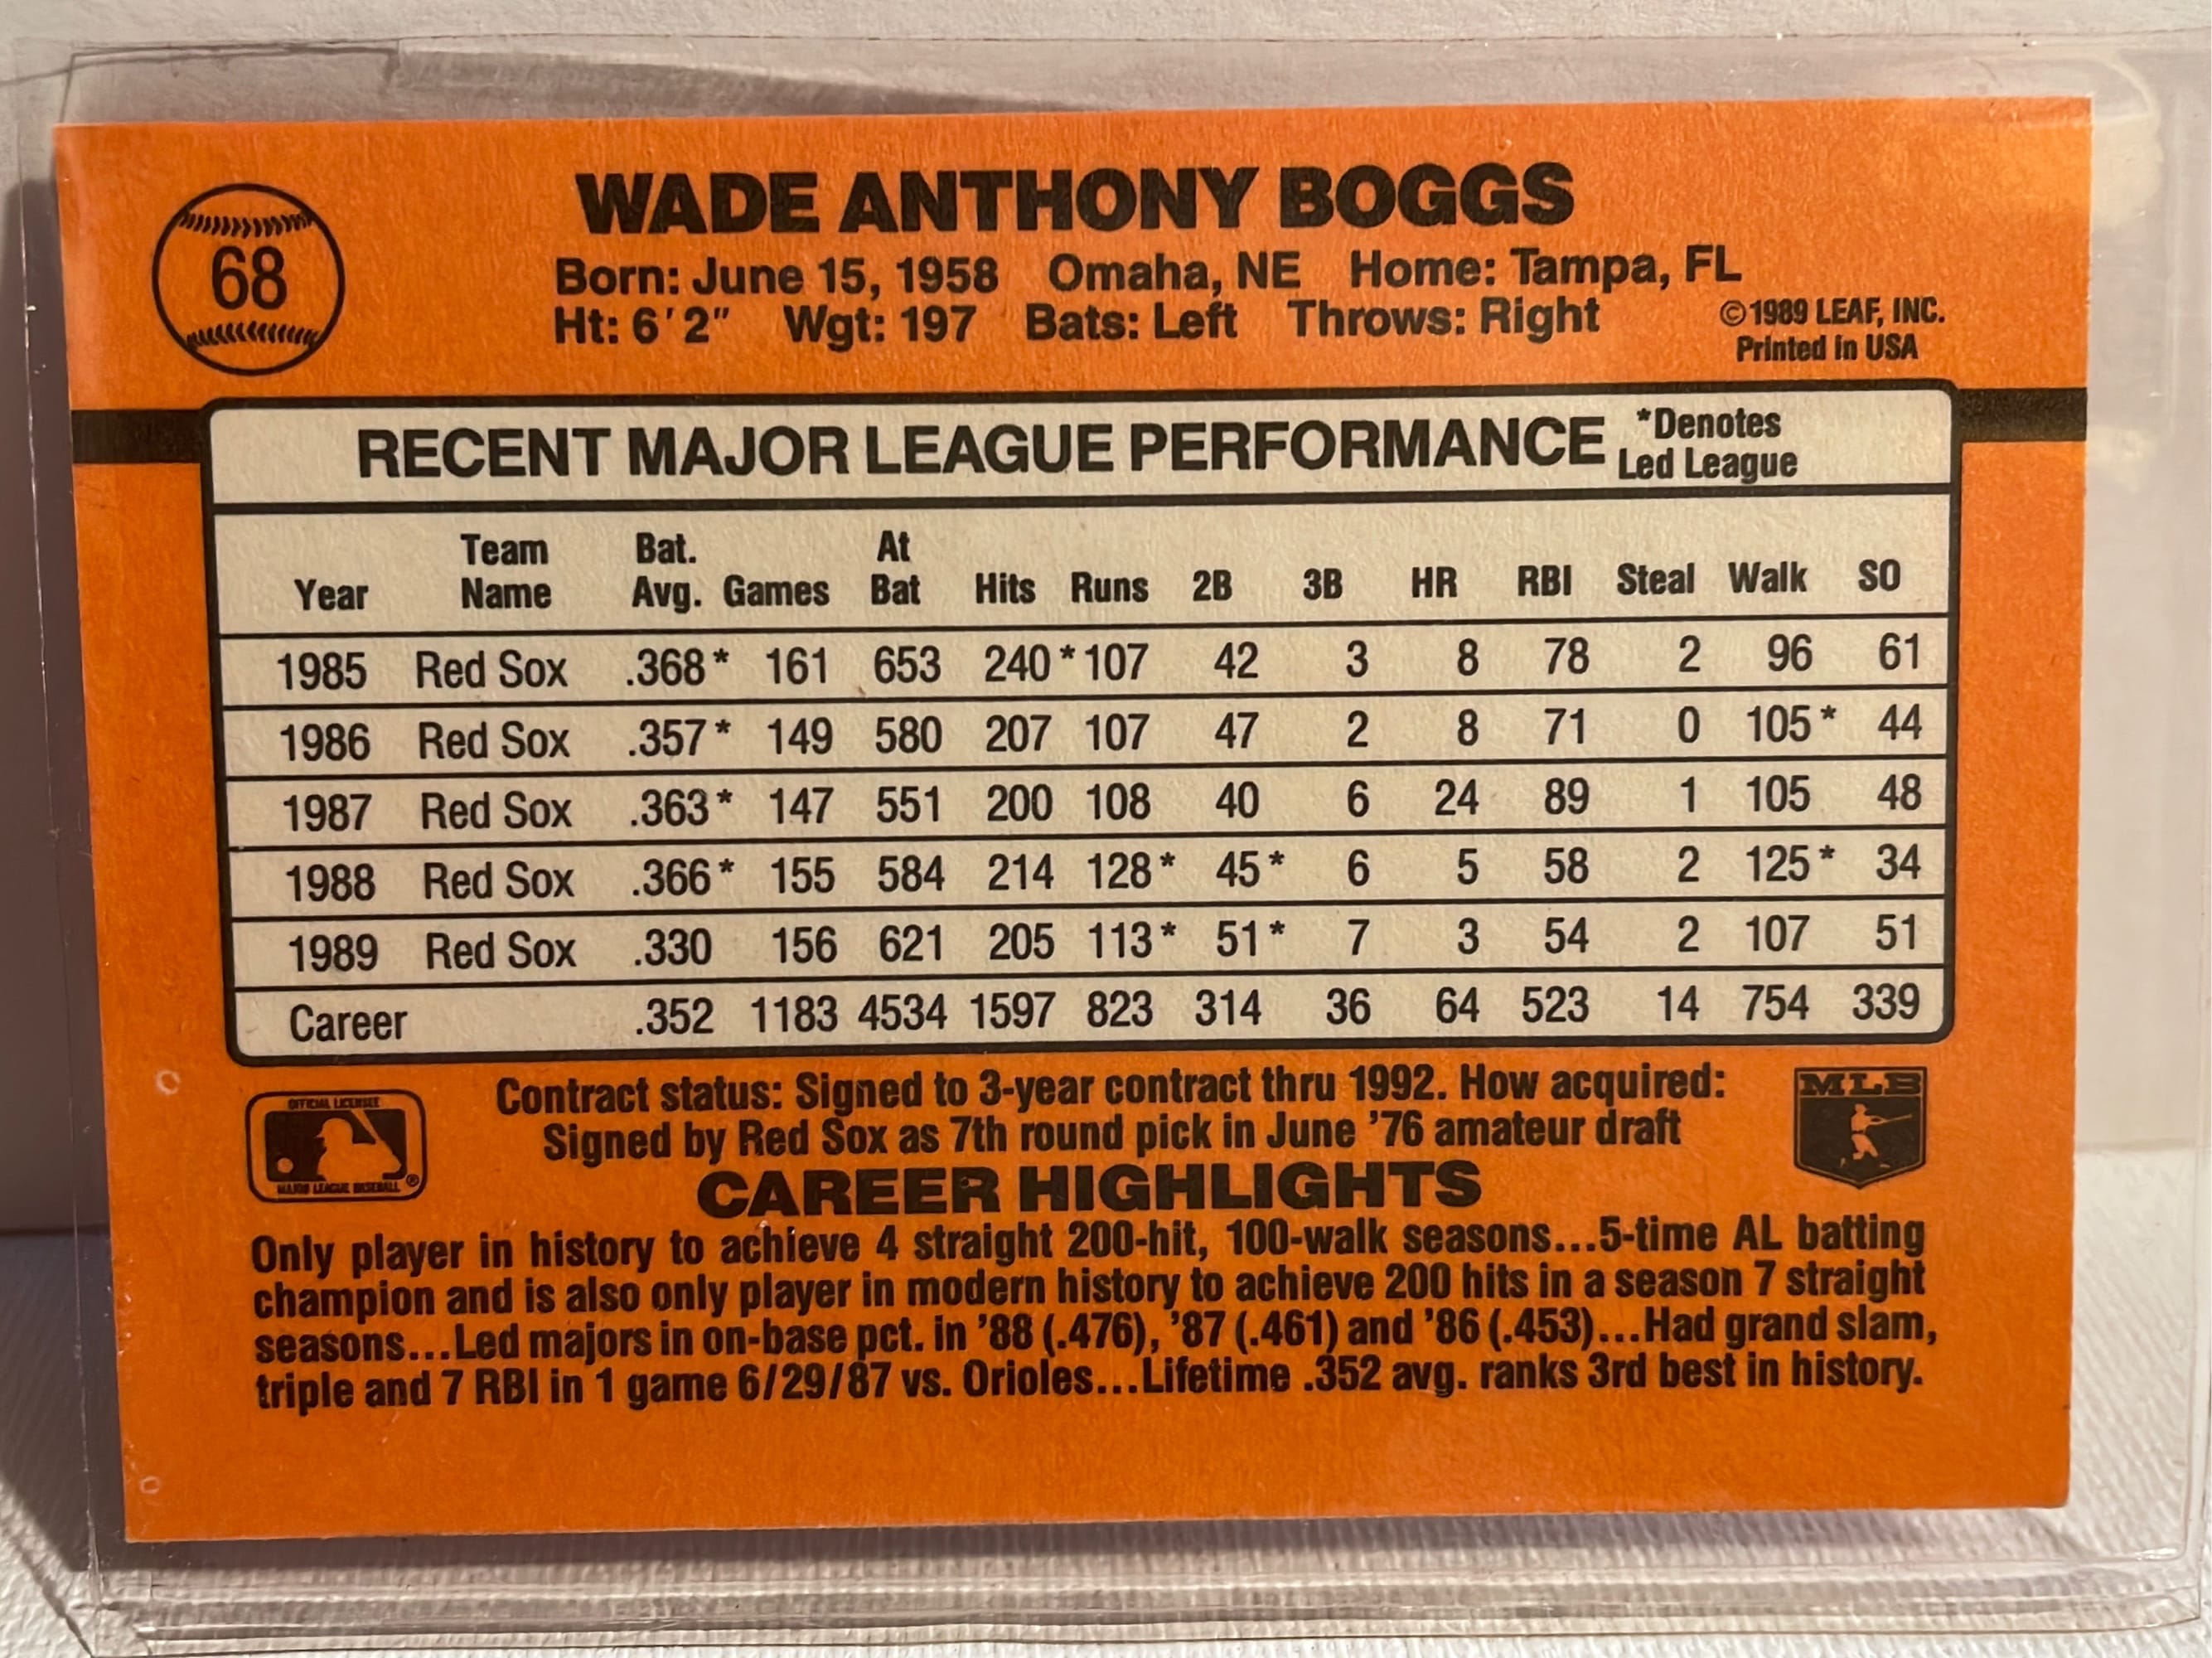 68
WADE ANTHONY BOGGS
Born: June 15, 1958 Omaha, NE Home: Tampa, FL
Ht: 6'2" Wgt: 197 Bats: Left Throws: Right
©1989 LEAF, INC.
Printed in USA
RECENT MAJOR LEAGUE PERFORMANCE
*Denotes
Led League
Year Team Name Bat. Avg. Games At Bat Hits Runs 2B 3B HR RBI Steal Walk SO
1985 Red Sox .368* 161 653 240* 107 42 3 8 78 2 96 61
1986 Red Sox .357* 149 580 207 107 47 2 8 71 0 105* 44
1987 Red Sox .363* 147 551 200 108 40 6 24 89 1 105 48
1988 Red Sox .366* 155 584 214 128* 45* 6 5 58 2 125* 34
1989 Red Sox .330 156 621 205 113* 51* 7 3 54 2 107 51
Career .352 1183 4534 1597 823 314 36 64 523 14 754 339
OFFICIAL LICENSEE
MAJOR LEAGUE BASEBALL ®
Contract status: Signed to 3-year contract thru 1992. How acquired:
Signed by Red Sox as 7th round pick in June '76 amateur draft
MLB
CAREER HIGHLIGHTS
Only player in history to achieve 4 straight 200-hit, 100-walk seasons...5-time AL batting
champion and is also only player in modern history to achieve 200 hits in a season 7 straight
seasons...Led majors in on-base pct. in '88 (.476), '87 (.461) and '86 (.453)...Had grand slam,
triple and 7 RBI in 1 game 6/29/87 vs. Orioles...Lifetime .352 avg. ranks 3rd best in history.